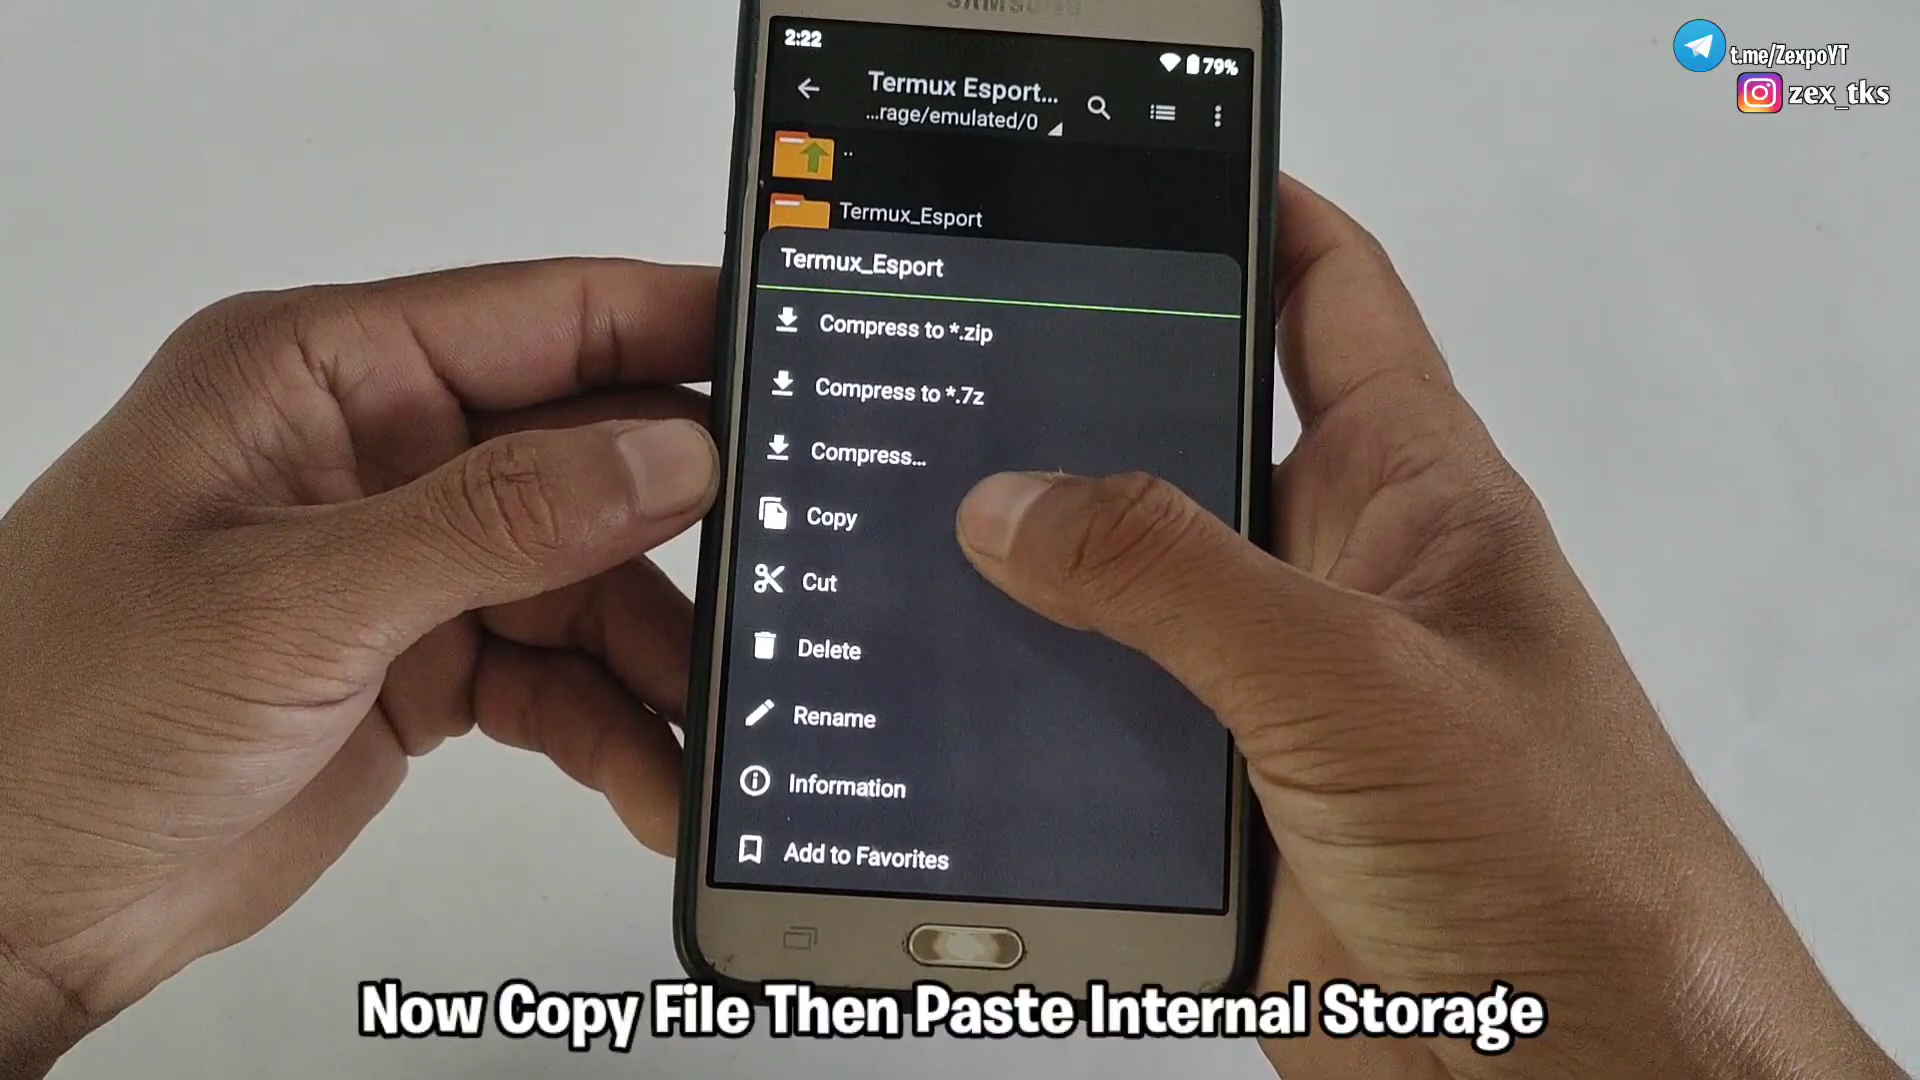 SAMSUNG
2:22
79%
Termux Esport...
...rage/emulated/0
..
Termux_Esport
Termux_Esport
Compress to *.zip
Compress to *.7z
Compress...
Copy
Cut
Delete
Rename
Information
Add to Favorites
t.me/ZexpoYT
zex_tks
Now Copy File Then Paste Internal Storage